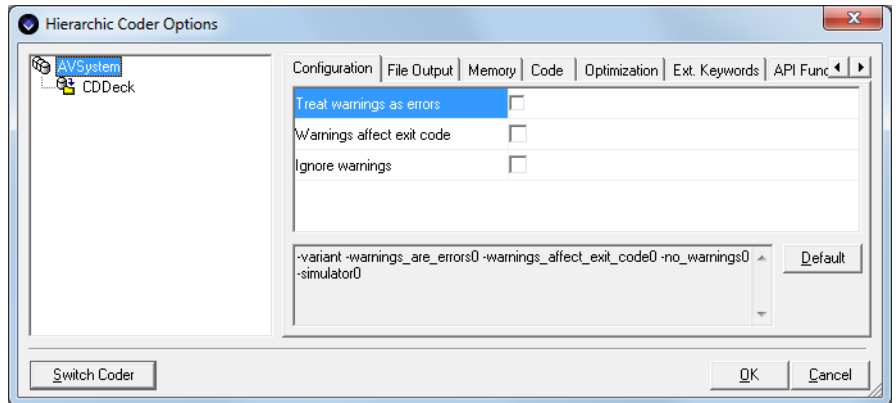 Hierarchic Coder Options
AVSystem
CDDeck
Configuration File Output Memory Code Optimization Ext. Keywords API Func
Treat warnings as errors
Warnings affect exit code
Ignore warnings
-variant -warnings_are_errors0 -warnings_affect_exit_code0 -no_warnings0
-simulator0
Default
Switch Coder OK Cancel